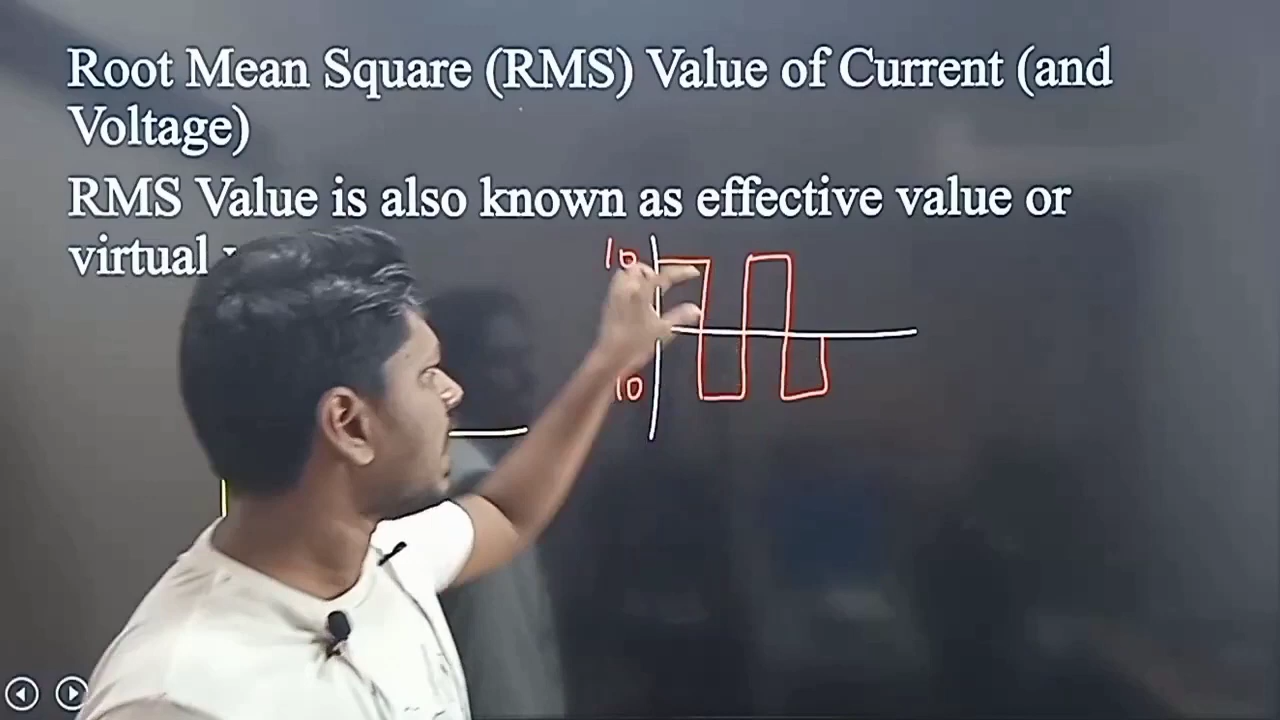 Root Mean Square (RMS) Value of Current (and
Voltage)
RMS Value is also known as effective value or
virtual
10
10